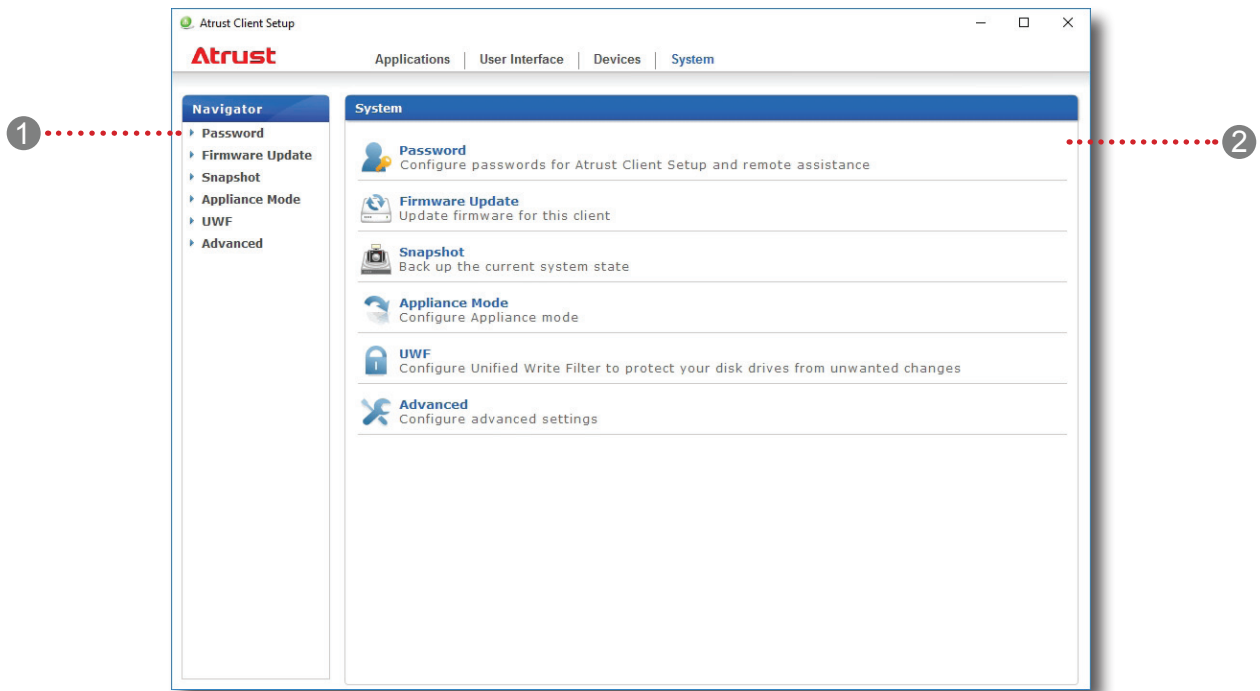 Atrust Client Setup
Atrust
Applications | User Interface | Devices | System
Navigator
Password
Firmware Update
Snapshot
Appliance Mode
UWF
Advanced
System
Password
Configure passwords for Atrust Client Setup and remote assistance
Firmware Update
Update firmware for this client
Snapshot
Back up the current system state
Appliance Mode
Configure Appliance mode
UWF
Configure Unified Write Filter to protect your disk drives from unwanted changes
Advanced
Configure advanced settings
1
2